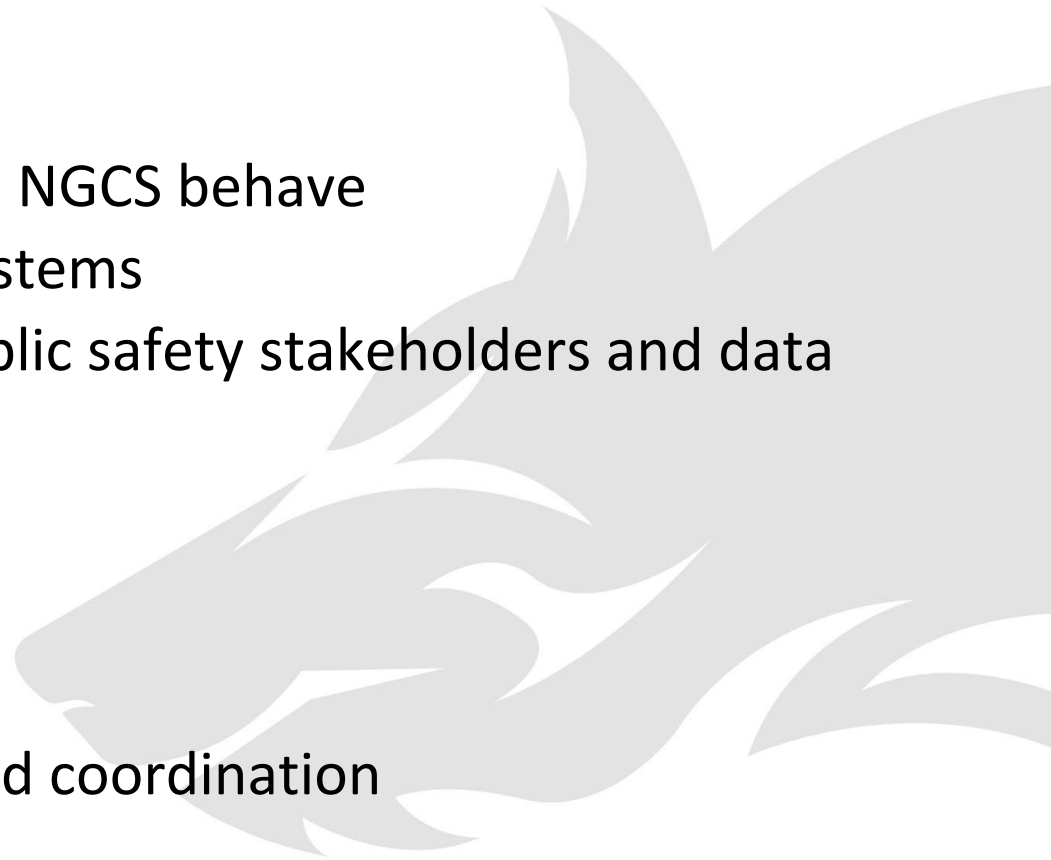 NGCS behave
stems
blic safety stakeholders and data
d coordination